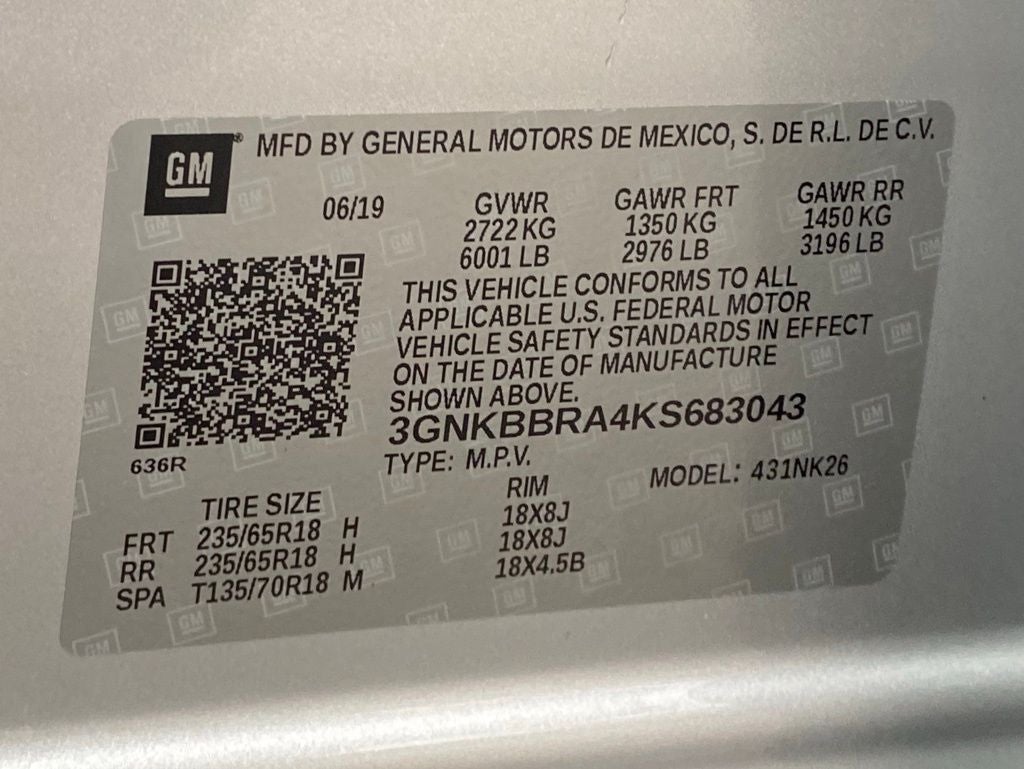 GM® MFD BY GENERAL MOTORS DE MEXICO, S. DE R.L. DE C.V.
06/19 GVWR GAWR FRT GAWR RR
2722 KG 1350 KG 1450 KG
6001 LB 2976 LB 3196 LB
THIS VEHICLE CONFORMS TO ALL
APPLICABLE U.S. FEDERAL MOTOR
VEHICLE SAFETY STANDARDS IN EFFECT
ON THE DATE OF MANUFACTURE
SHOWN ABOVE.
3GNKBBRA4KS683043
636R
TYPE: M.P.V. MODEL: 431NK26
TIRE SIZE RIM
FRT 235/65R18 H 18X8J
RR 235/65R18 H 18X8J
SPA T135/70R18 M 18X4.5B